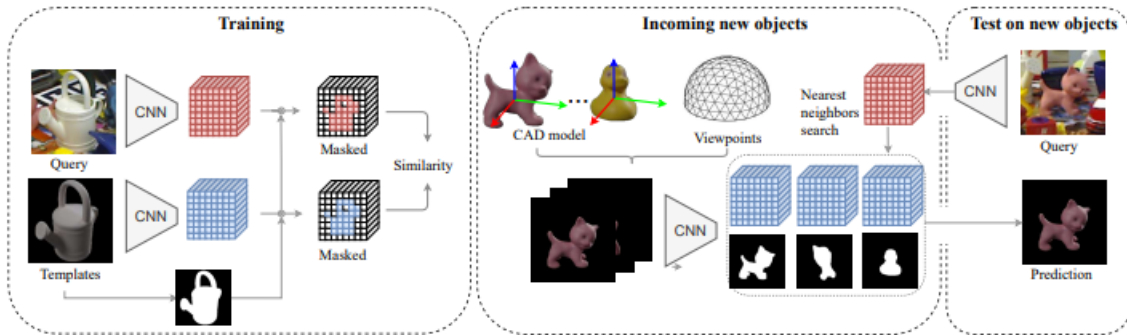 Training
CNN
Query
Masked
Similarity
CNN
Templates
Masked
Incoming new objects
CAD model
Viewpoints
Nearest
neighbors
search
CNN
Test on new objects
CNN
Query
Prediction